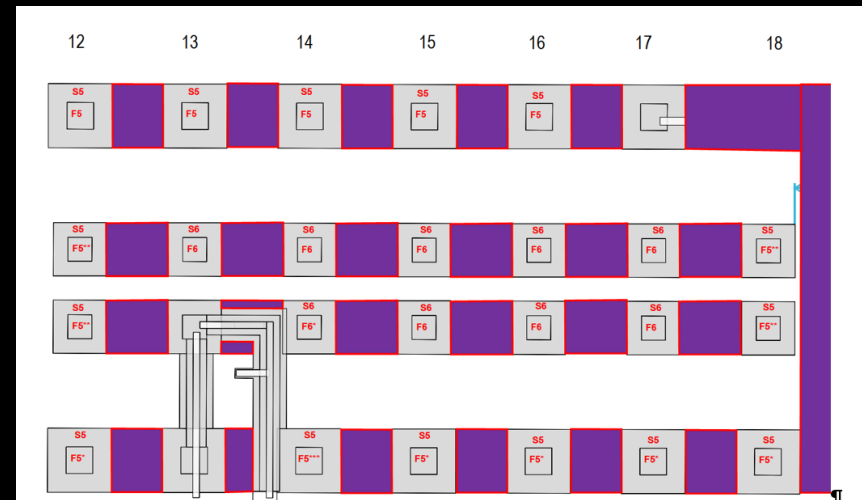 12 13 14 15 16 17 18
S5 S5 S5 S5 S5
F5 F5 F5 F5 F5
S5 S6 S6 S6 S6 S6 S5
F5** F6 F6 F6 F6 F6 F5**
S5 S6 S6 S6 S6 S5
F5** F6* F6 F6 F6 F5**
S5 S5 S5 S5 S5 S5
F5* F5*** F5* F5* F5* F5*
¶